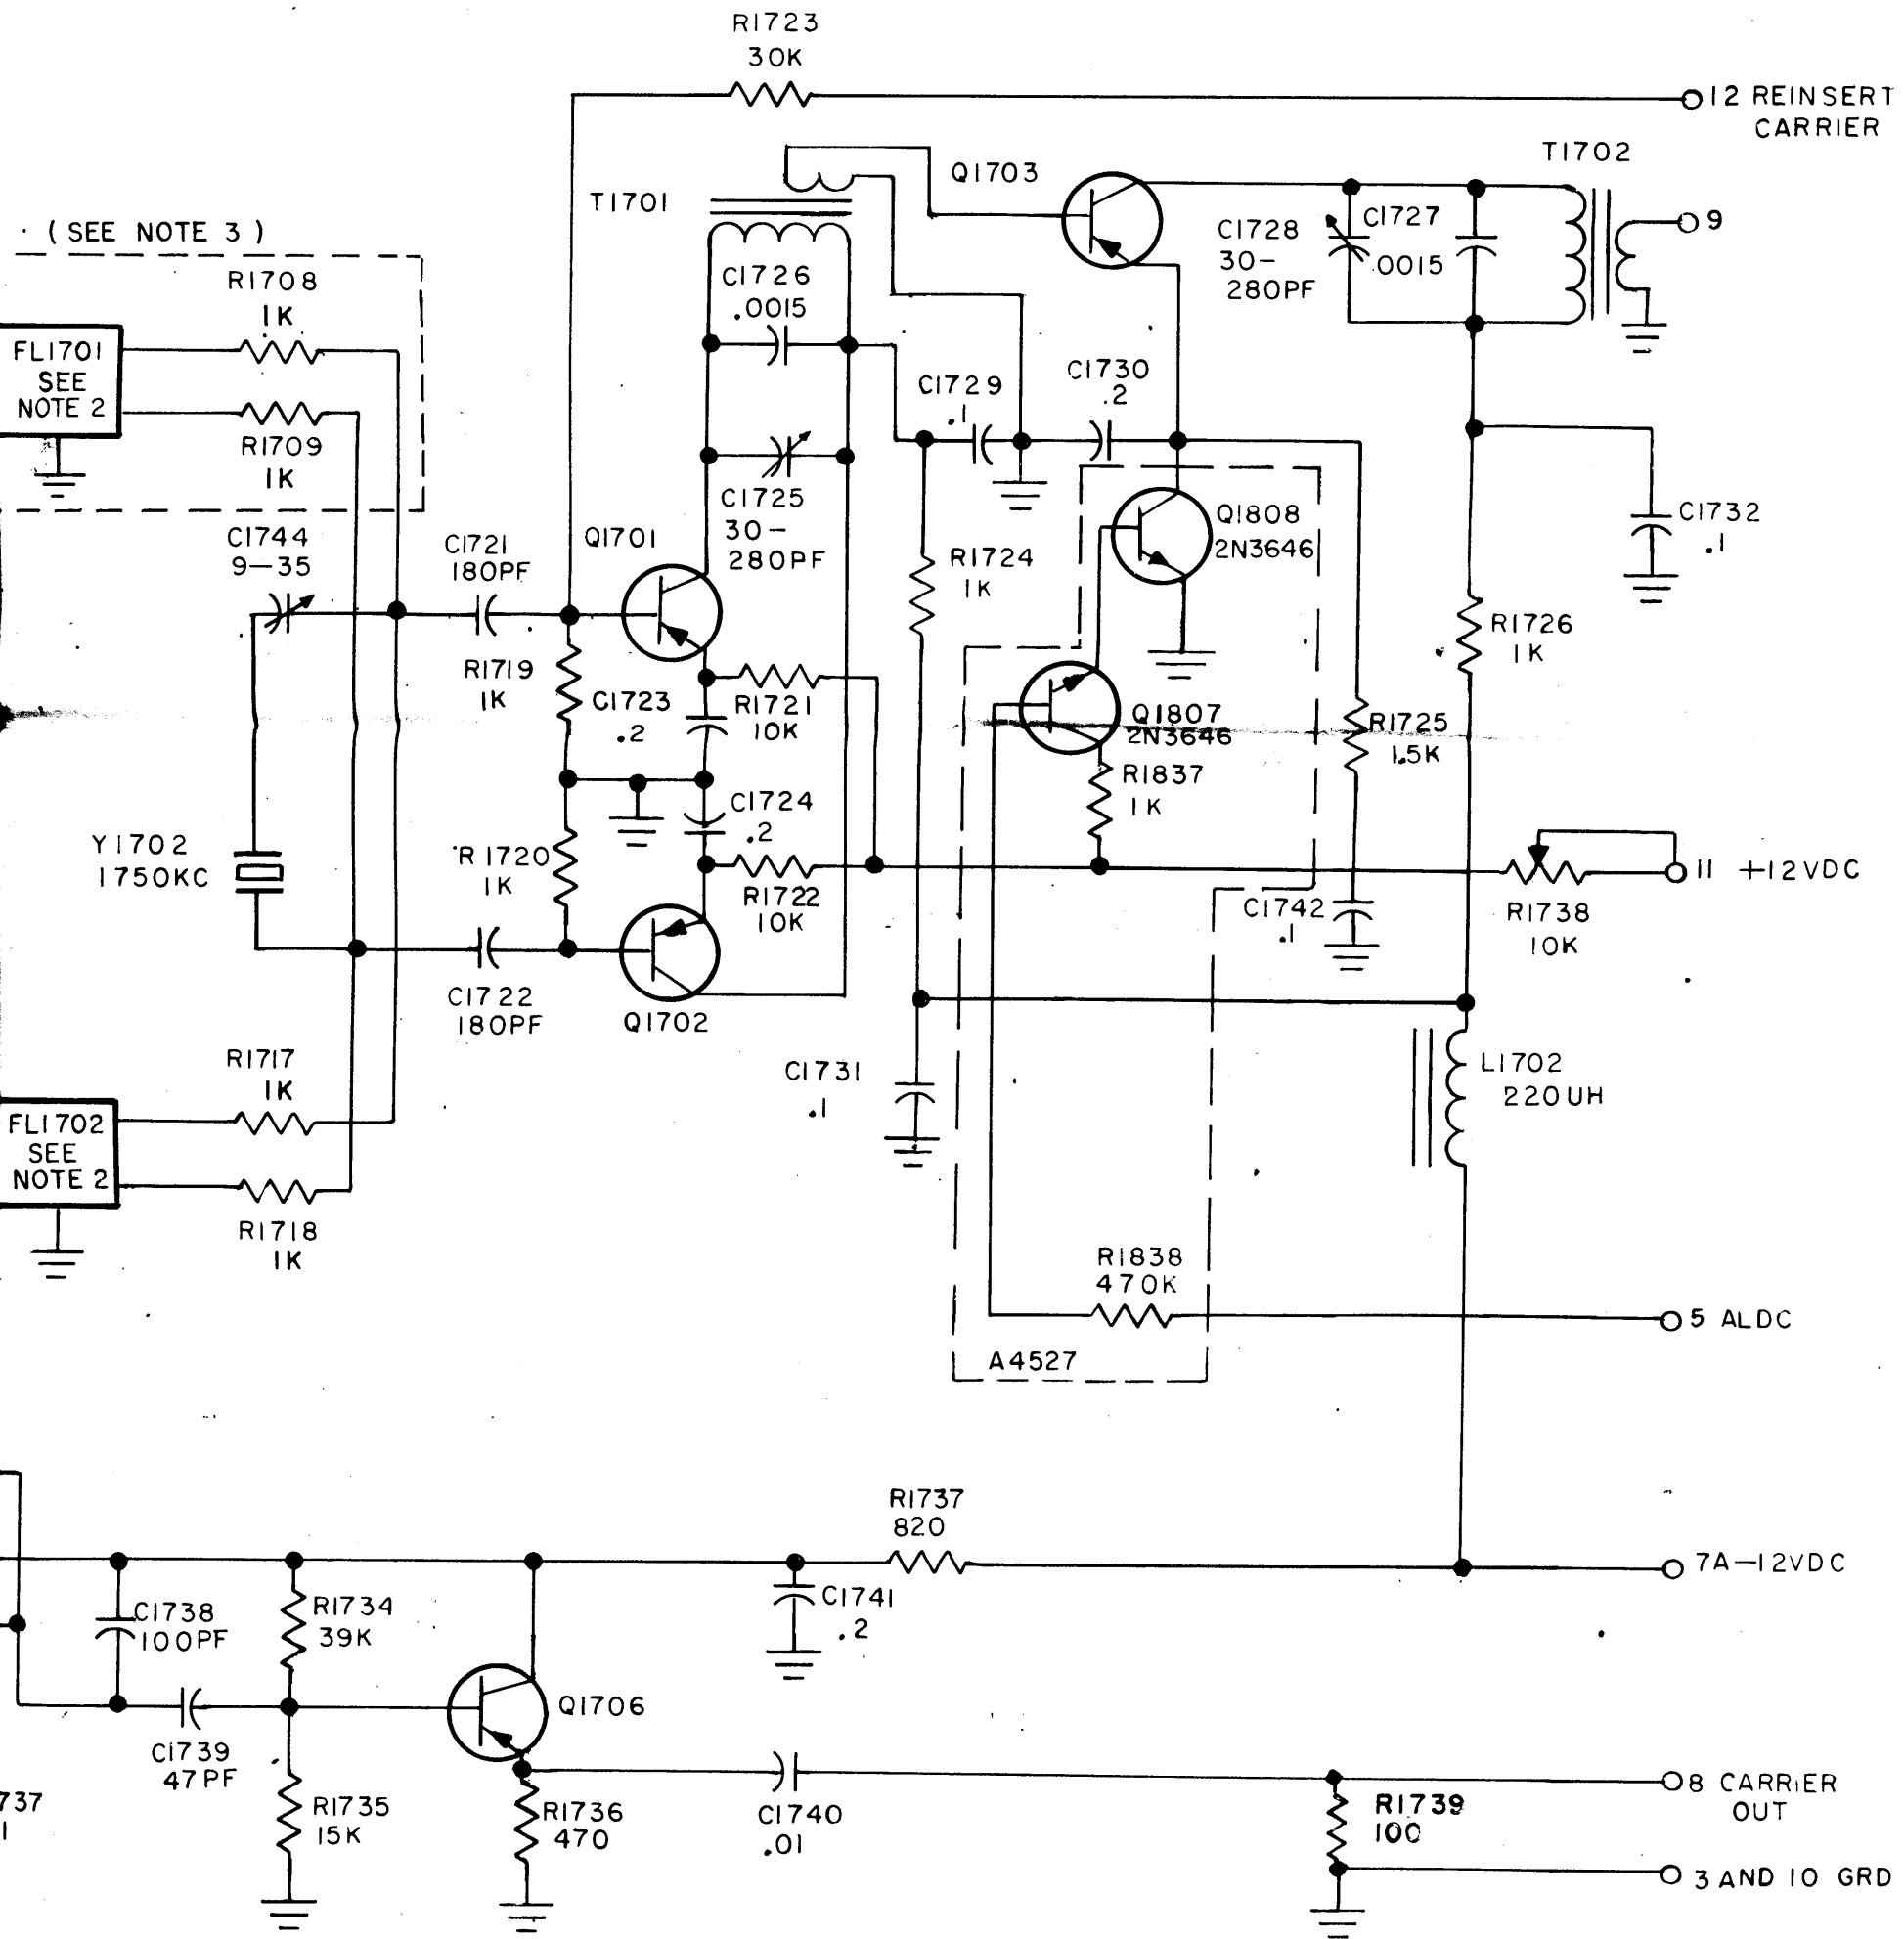 R1723
30K
12 REINSERT
CARRIER
T1702
Q1703
T1701
9
C1728
30-
280PF
C1727
.0015
(SEE NOTE 3)
R1708
1K
C1726
.0015
FL1701
SEE
NOTE 2
R1709
1K
C1729
.1
C1730
.2
C1744
9-35
C1721
180PF
Q1701
C1725
30-
280PF
Q1808
2N3646
C1732
.1
R1724
1K
R1726
1K
R1719
1K
C1723
.2
R1721
10K
Q1807
2N3646
R1725
1.5K
R1837
1K
C1724
.2
Y1702
1750KC
R1720
1K
R1722
10K
11 +12VDC
C1742
.1
R1738
10K
C1722
180PF
Q1702
R1717
1K
C1731
.1
L1702
220UH
FL1702
SEE
NOTE 2
R1718
1K
R1838
470K
5 ALDC
A4527
R1737
820
7A-12VDC
C1738
100PF
R1734
39K
C1741
.2
Q1706
C1739
47PF
737
1
R1735
15K
R1736
470
C1740
.01
8 CARRIER
OUT
R1739
100
3 AND 10 GRD